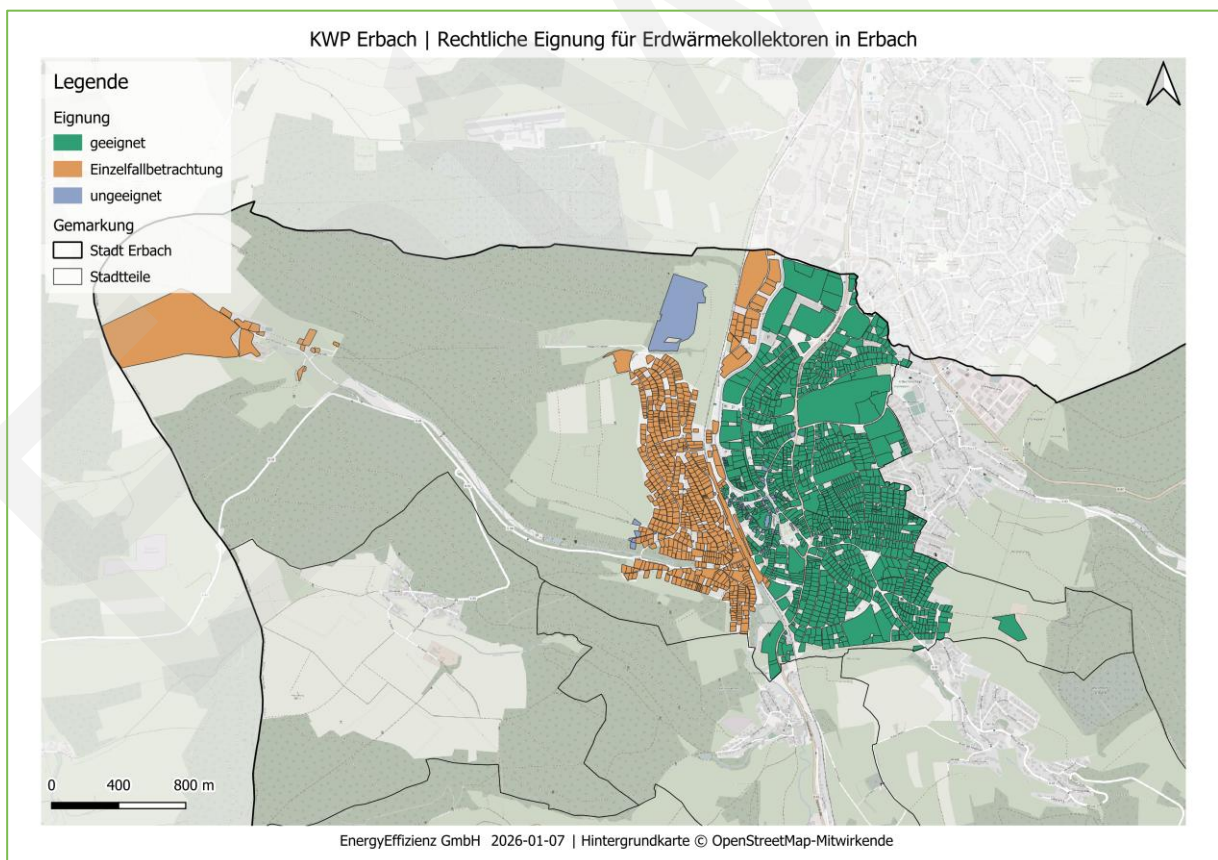 KWP Erbach | Rechtliche Eignung für Erdwärmekollektoren in Erbach
Legende
Eignung
geeignet
Einzelfallbetrachtung
ungeeignet
Gemarkung
Stadt Erbach
Stadtteile
0 400 800 m
EnergyEffizienz GmbH 2026-01-07 | Hintergrundkarte © OpenStreetMap-Mitwirkende